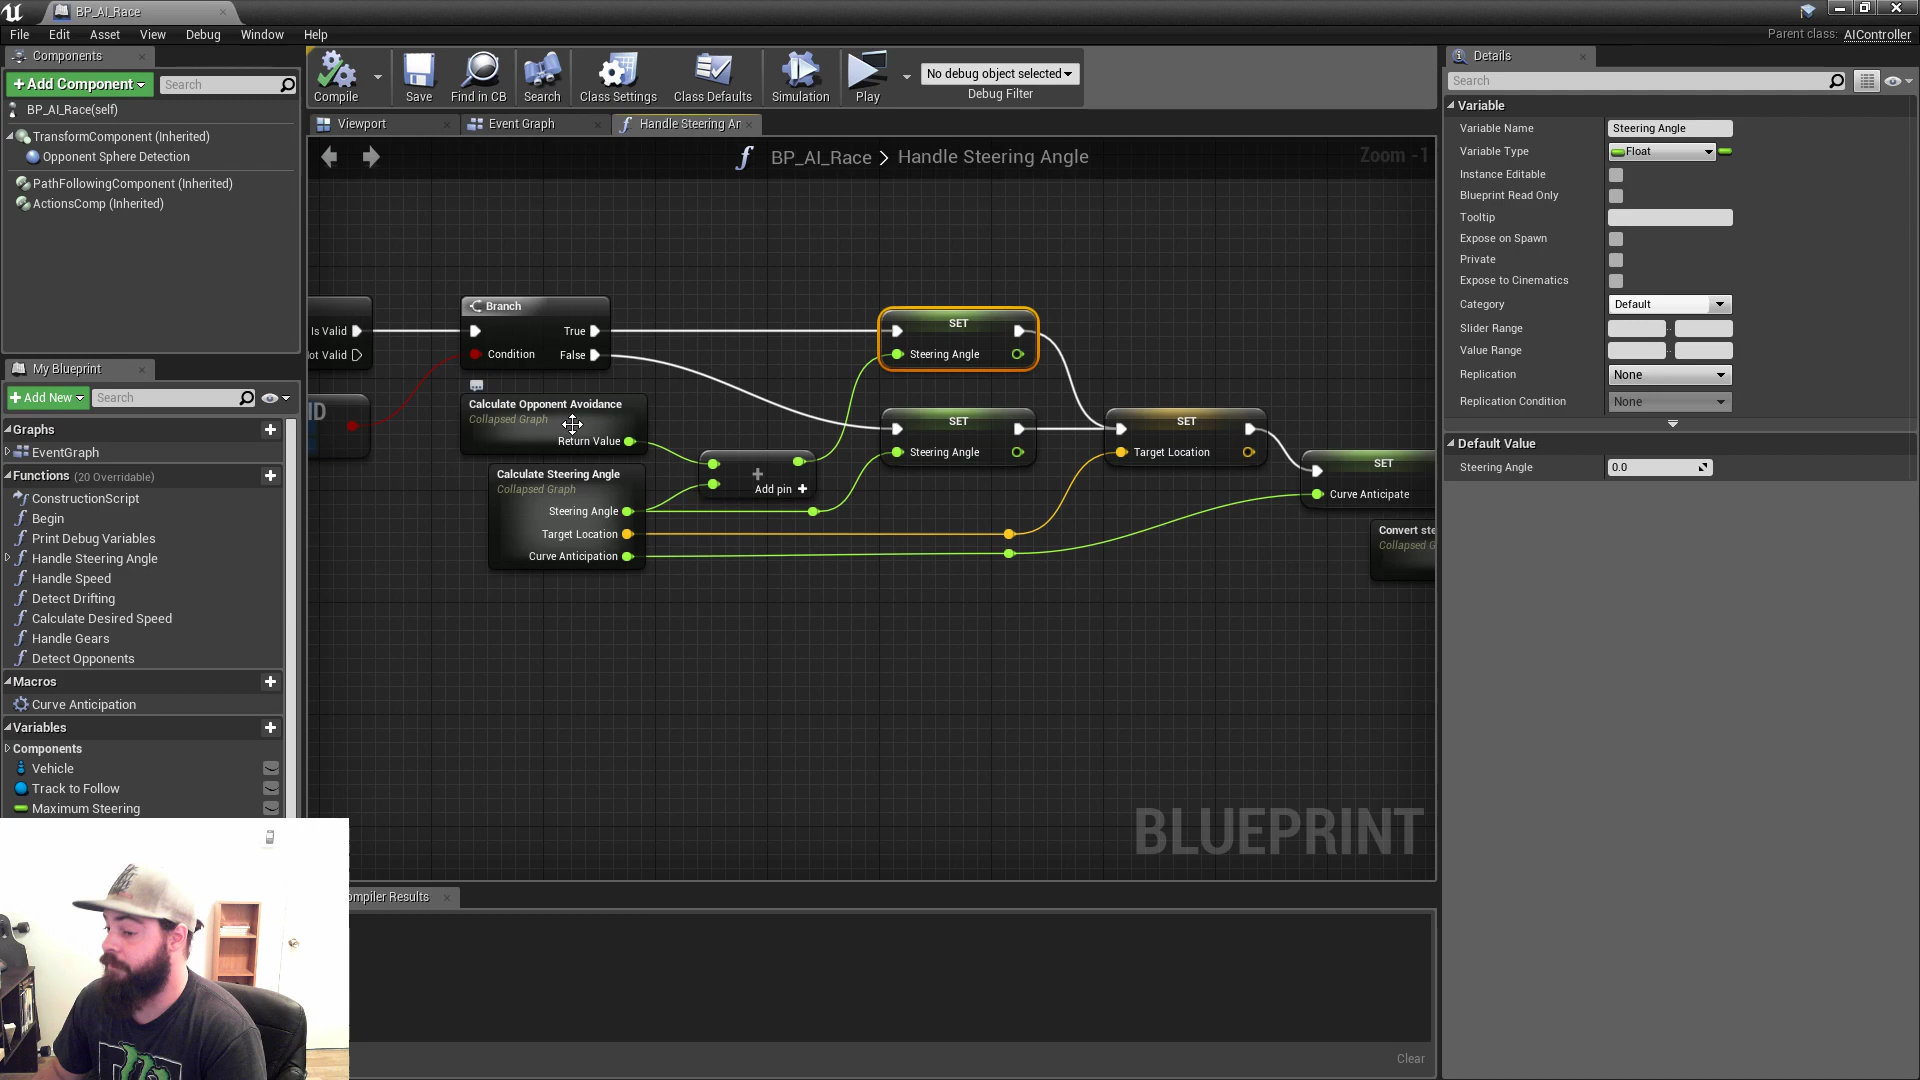 BP_AI_Race
File Edit Asset View Debug Window Help
Parent class: AIController
Components
+Add Component
Search
BP_AI_Race(self)
TransformComponent (Inherited)
Opponent Sphere Detection
PathFollowingComponent (Inherited)
ActionsComp (Inherited)
My Blueprint
+Add New
Search
Graphs
EventGraph
Functions (20 Overridable)
ConstructionScript
Begin
Print Debug Variables
Handle Steering Angle
Handle Speed
Detect Drifting
Calculate Desired Speed
Handle Gears
Detect Opponents
Macros
Curve Anticipation
Variables
Components
Vehicle
Track to Follow
Maximum Steering
Compile
Save
Find in CB
Search
Class Settings
Class Defaults
Simulation
Play
No debug object selected
Debug Filter
Viewport
Event Graph
Handle Steering Ar
BP_AI_Race > Handle Steering Angle
Zoom -1
Is Valid
ot Valid
ID
Branch
True
Condition
False
Calculate Opponent Avoidance
Collapsed Graph
Return Value
Calculate Steering Angle
Collapsed Graph
Steering Angle
Target Location
Curve Anticipation
+
Add pin +
SET
Steering Angle
SET
Steering Angle
SET
Target Location
SET
Curve Anticipate
Convert ste
Collapsed G
BLUEPRINT
ompiler Results
Clear
Details
Search
Variable
Variable Name Steering Angle
Variable Type Float
Instance Editable
Blueprint Read Only
Tooltip
Expose on Spawn
Private
Expose to Cinematics
Category Default
Slider Range
Value Range
Replication None
Replication Condition None
Default Value
Steering Angle 0.0